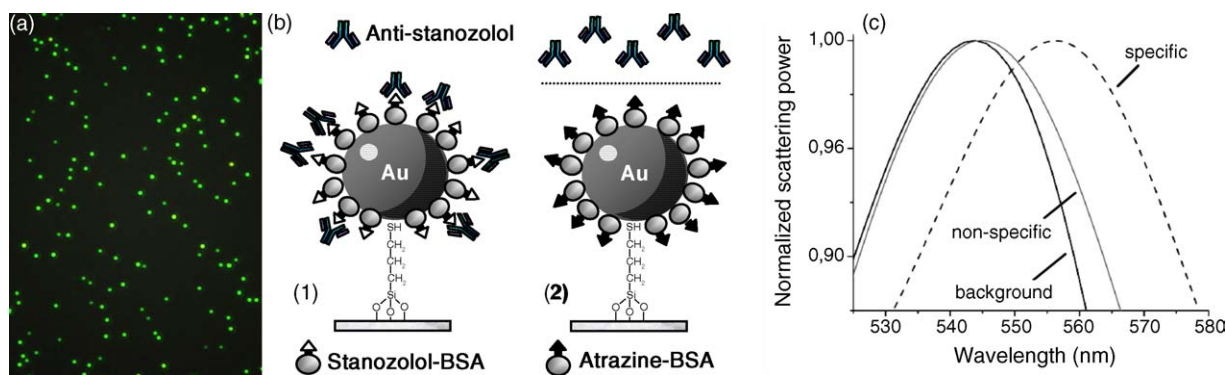 (a)
(b)
Anti-stanozolol
Au
SH
CH2
CH2
CH2
Si
O O O
(1)
Stanozolol-BSA
Au
SH
CH2
CH2
CH2
Si
O O O
(2)
Atrazine-BSA
(c)
Normalized scattering power
1,00
0,96
0,90
specific
non-specific
background
530 540 550 560 570 580
Wavelength (nm)